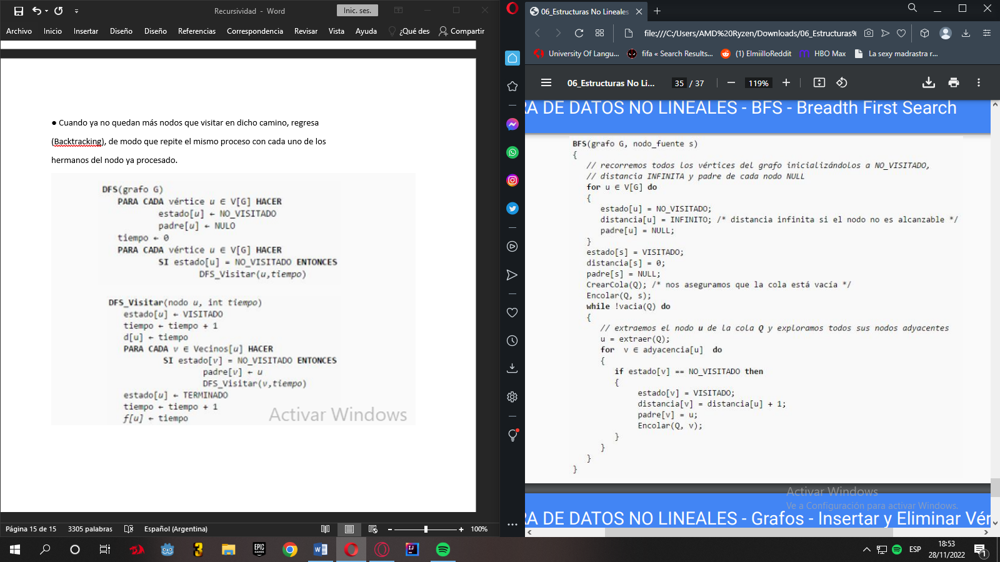 Recursividad - Word
Inic. ses.
Archivo Inicio Insertar Diseño Diseño Referencias Correspondencia Revisar Vista Ayuda ¿Qué des Compartir
● Cuando ya no quedan más nodos que visitar en dicho camino, regresa
(Backtracking), de modo que repite el mismo proceso con cada uno de los
hermanos del nodo ya procesado.
DFS(grafo G)
PARA CADA vértice u ∈ V[G] HACER
estado[u] ← NO_VISITADO
padre[u] ← NULO
tiempo ← 0
PARA CADA vértice u ∈ V[G] HACER
SI estado[u] = NO_VISITADO ENTONCES
DFS_Visitar(u,tiempo)
DFS_Visitar(nodo u, int tiempo)
estado[u] ← VISITADO
tiempo ← tiempo + 1
d[u] ← tiempo
PARA CADA v ∈ Vecinos[u] HACER
SI estado[v] = NO_VISITADO ENTONCES
padre[v] ← u
DFS_Visitar(v,tiempo)
estado[u] ← TERMINADO
tiempo ← tiempo + 1
f[u] ← tiempo
Activar Windows
Página 15 de 15 3305 palabras Español (Argentina) 100%
06_Estructuras No Lineales
file:///C:/Users/AMD%20Ryzen/Downloads/06_Estructuras%
University Of Langu... fifa « Search Results... (1) ElmiilloReddit HBO Max La sexy madrastra r...
06_Estructuras No Li... 35 / 37 119%
RA DE DATOS NO LINEALES - BFS - Breadth First Search
BFS(grafo G, nodo_fuente s)
{
// recorremos todos los vértices del grafo inicializándolos a NO_VISITADO,
// distancia INFINITA y padre de cada nodo NULL
for u ∈ V[G] do
{
estado[u] = NO_VISITADO;
distancia[u] = INFINITO; /* distancia infinita si el nodo no es alcanzable */
padre[u] = NULL;
}
estado[s] = VISITADO;
distancia[s] = 0;
padre[s] = NULL;
CrearCola(Q); /* nos aseguramos que la cola está vacía */
Encolar(Q, s);
while !vacia(Q) do
{
// extraemos el nodo u de la cola Q y exploramos todos sus nodos adyacentes
u = extraer(Q);
for v ∈ adyacencia[u] do
{
if estado[v] == NO_VISITADO then
{
estado[v] = VISITADO;
distancia[v] = distancia[u] + 1;
padre[v] = u;
Encolar(Q, v);
}
}
}
}
Activar Windows
Ve a Configuración para activar Windows.
RA DE DATOS NO LINEALES - Grafos - Insertar y Eliminar Vér
3
EPIC GAMES
ESP
18:53
28/11/2022
1